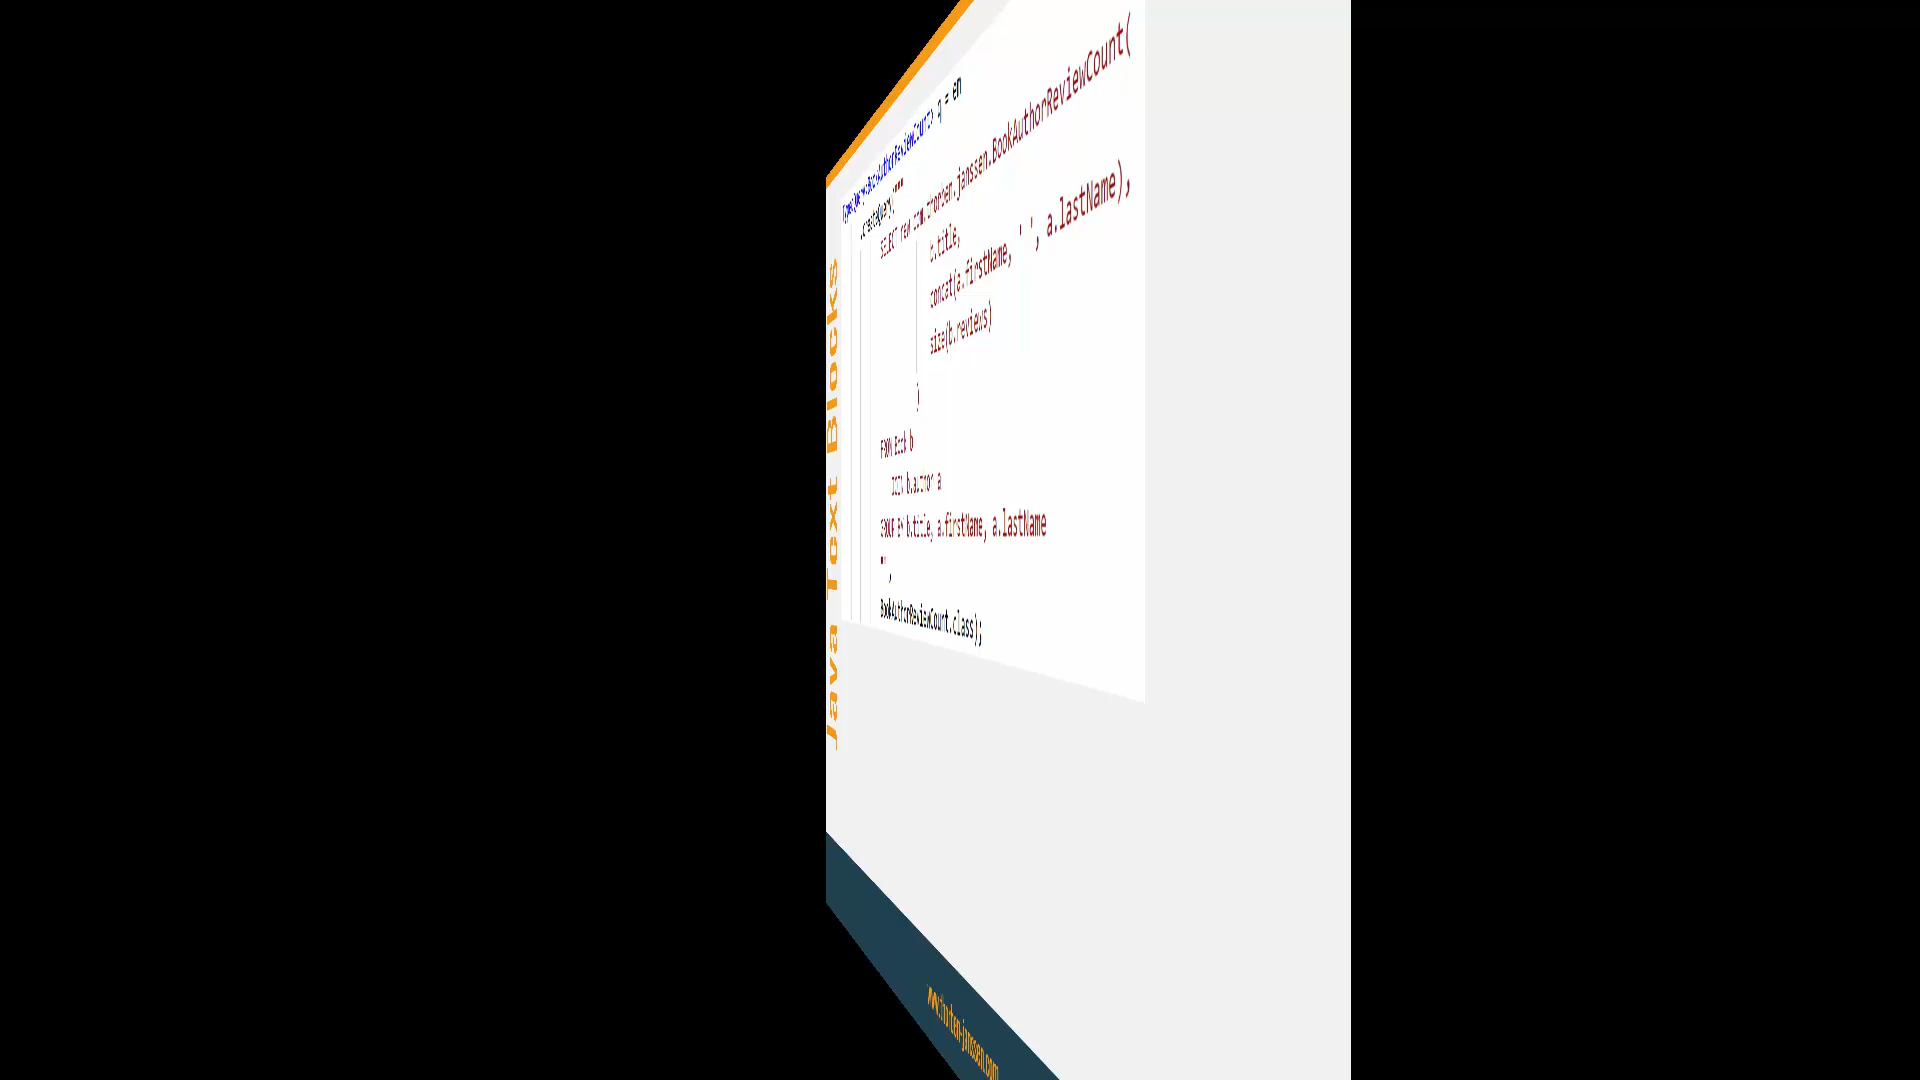 Java Text Blocks
TypedQuery<BookAuthorReviewCount> q = em
.createQuery("""
SELECT new com.thorben.janssen.BookAuthorReviewCount(
b.title,
concat(a.firstName, ' ', a.lastName),
size(b.reviews)
)
FROM Book b
JOIN b.author a
GROUP BY b.title, a.firstName, a.lastName
""",
BookAuthorReviewCount.class);
www.thorben-janssen.com